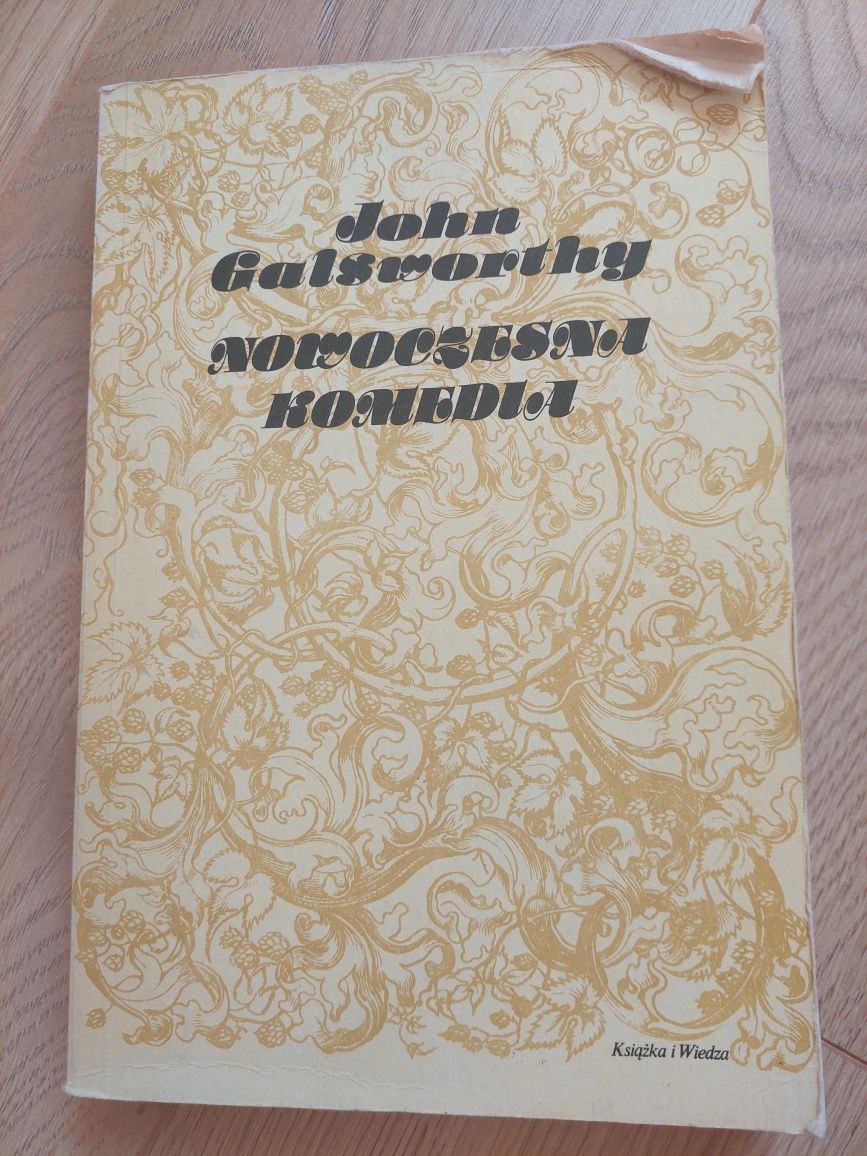 John
Galsworthy
NOWOCZESNA
KOMEDIA
Książka i Wiedza